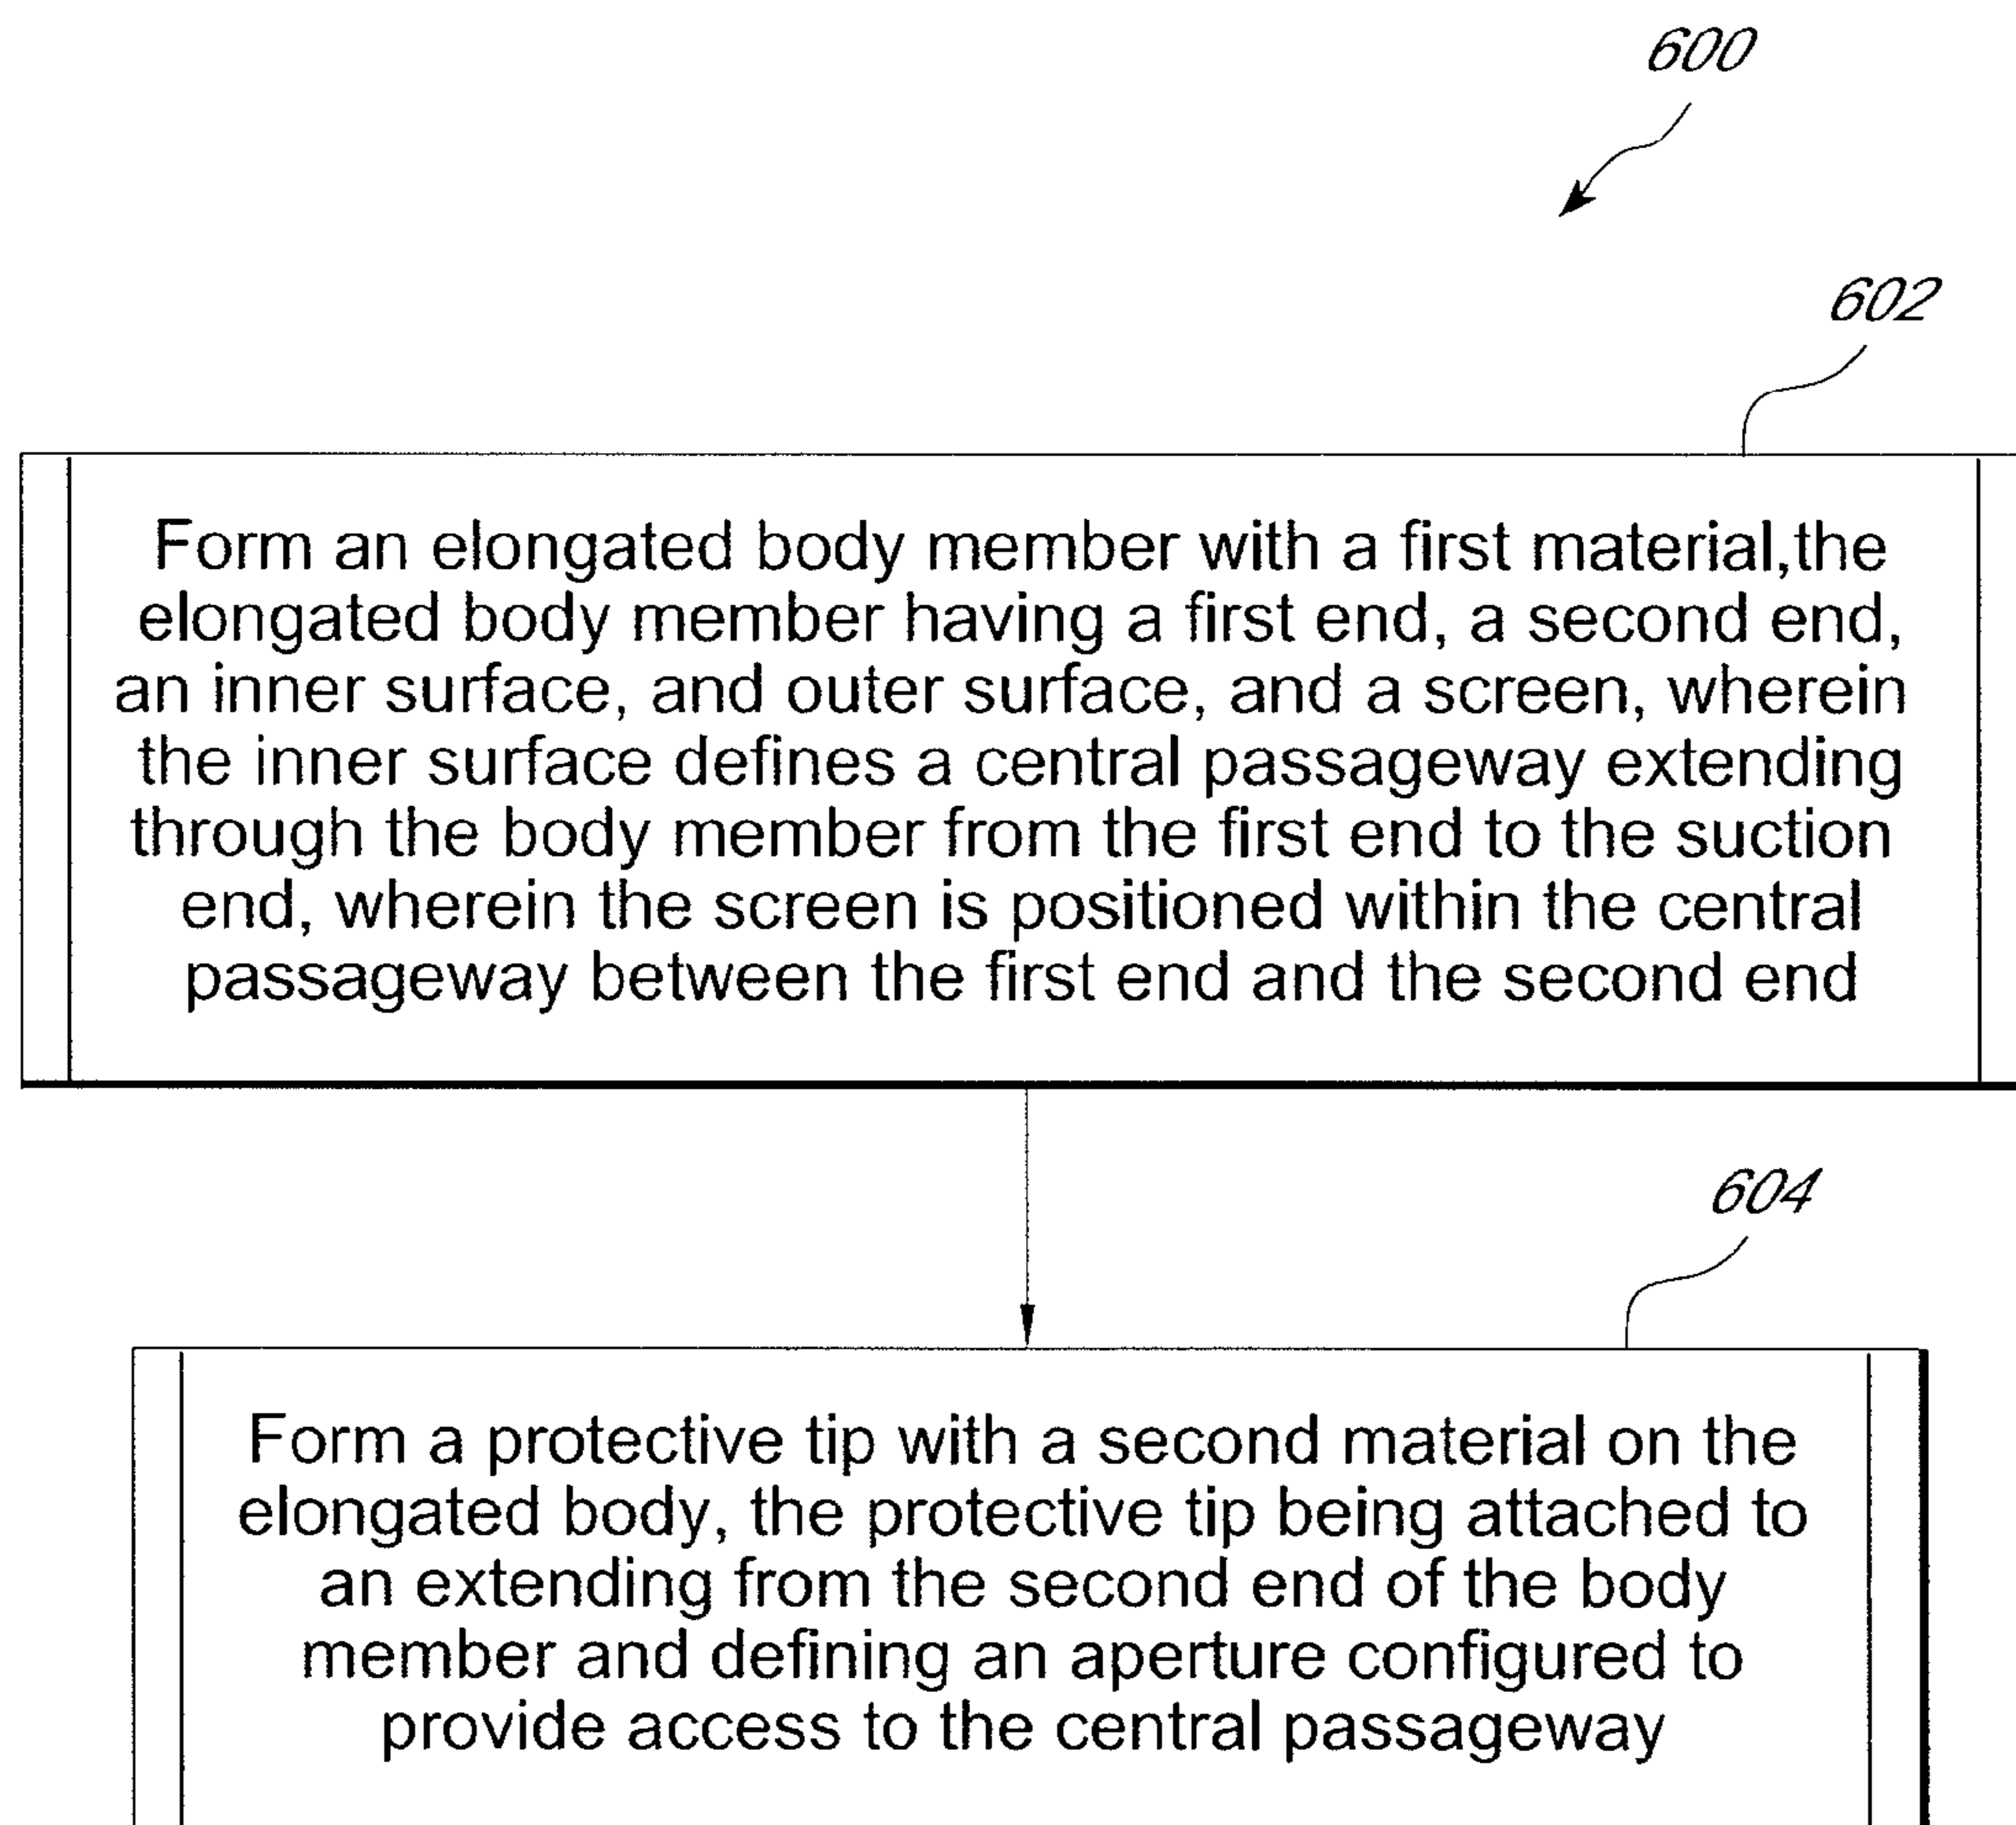 600
602
Form an elongated body member with a first material,the
elongated body member having a first end, a second end,
an inner surface, and outer surface, and a screen, wherein
the inner surface defines a central passageway extending
through the body member from the first end to the suction
end, wherein the screen is positioned within the central
passageway between the first end and the second end
604
Form a protective tip with a second material on the
elongated body, the protective tip being attached to
an extending from the second end of the body
member and defining an aperture configured to
provide access to the central passageway